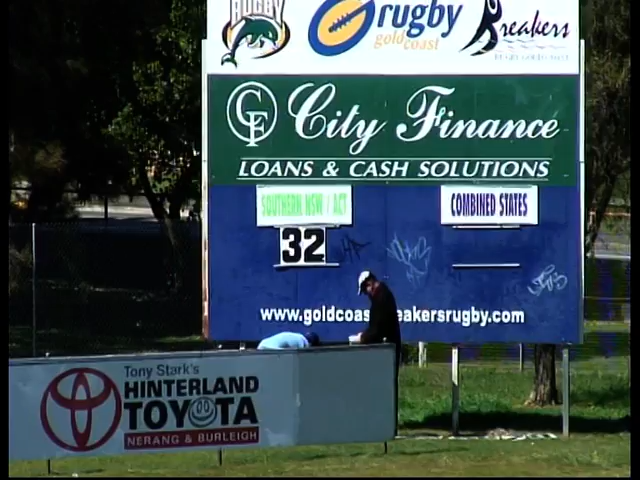 RUGBY
rugby
gold coast
Breakers
CF City Finance
LOANS & CASH SOLUTIONS
SOUTHERN NSW / ACT
COMBINED STATES
32
www.goldcoas reakersrugby.com
Tony Stark's
HINTERLAND
TOYOTA
NERANG & BURLEIGH